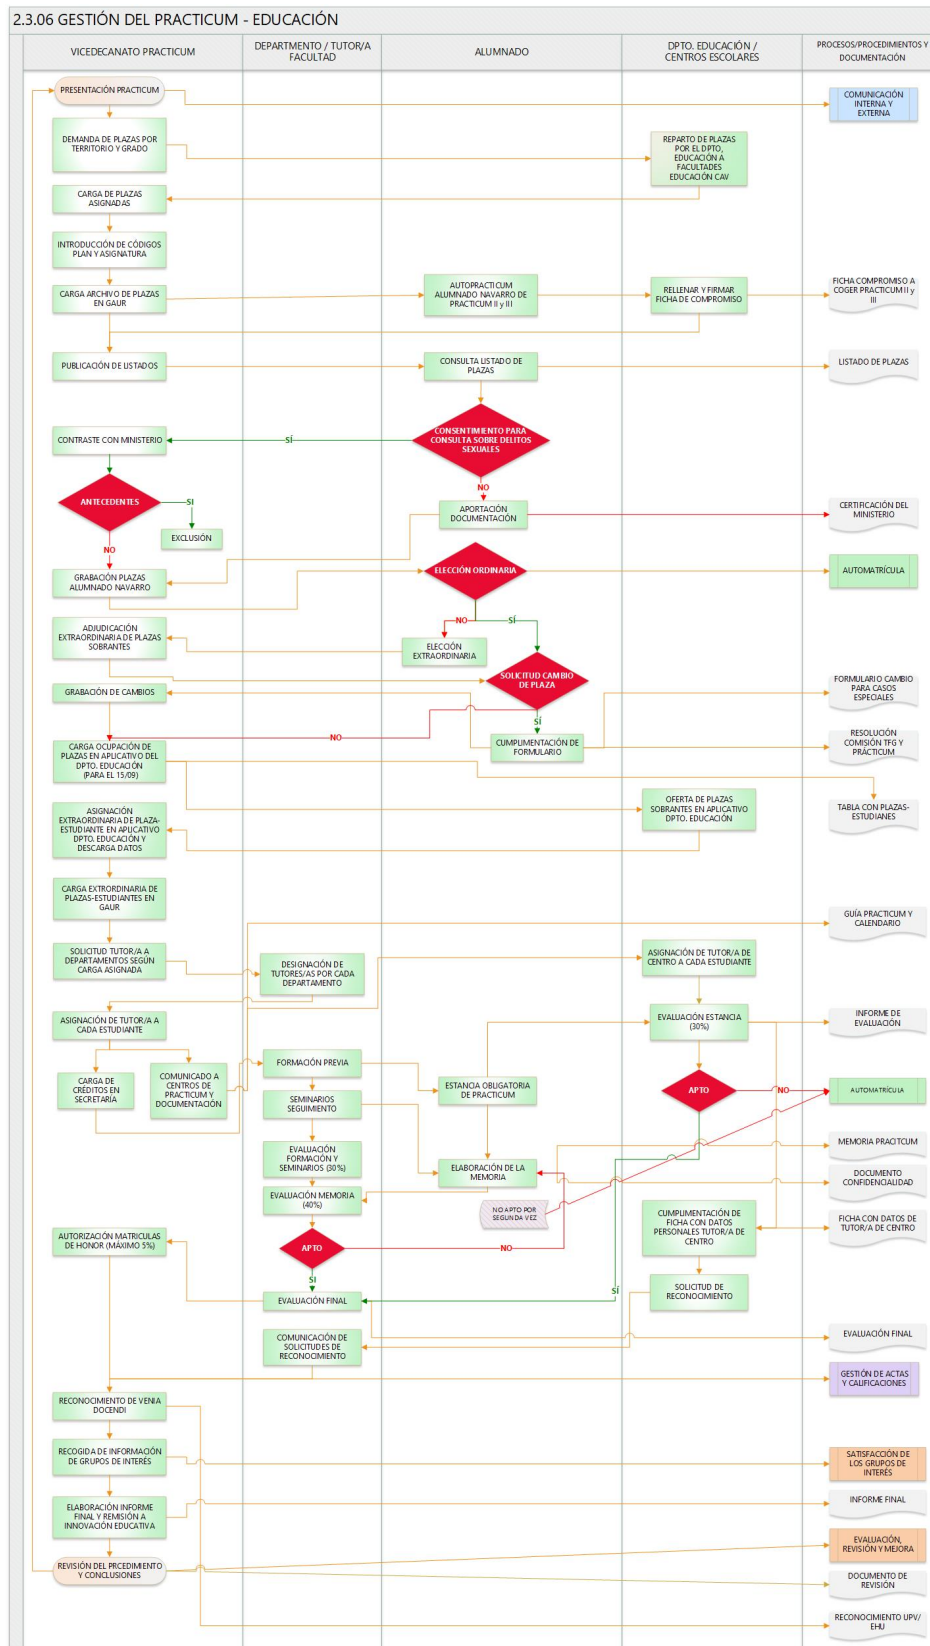 2.3.06 GESTIÓN DEL PRACTICUM - EDUCACIÓN
VICEDECANATO PRACTICUM
DEPARTMENTO / TUTOR/A
FACULTAD
ALUMNADO
DPTO. EDUCACIÓN /
CENTROS ESCOLARES
PROCESOS/PROCEDIMIENTOS Y
DOCUMENTACIÓN
PRESENTACIÓN PRACTICUM
COMUNICACIÓN
INTERNA Y
EXTERNA
DEMANDA DE PLAZAS POR
TERRITORIO Y GRADO
REPARTO DE PLAZAS
POR EL DPTO,
EDUCACIÓN A
FACULTADES
EDUCACIÓN CAV
CARGA DE PLAZAS
ASIGNADAS
INTRODUCCIÓN DE CÓDIGOS
PLAN Y ASIGNATURA
CARGA ARCHIVO DE PLAZAS
EN GAUR
AUTOPRACTICUM
ALUMNADO NAVARRO DE
PRACTICUM II y III
RELLENAR Y FIRMAR
FICHA DE COMPROMISO
FICHA COMPROMISO A
COGER PRACTICUM II y
III
PUBLICACIÓN DE LISTADOS
CONSULTA LISTADO DE
PLAZAS
LISTADO DE PLAZAS
CONTRASTE CON MINISTERIO
SÍ
CONSENTIMIENTO PARA
CONSULTA SOBRE DELITOS
SEXUALES
NO
ANTECEDENTES
SI
EXCLUSIÓN
NO
APORTACIÓN
DOCUMENTACIÓN
CERTIFICACIÓN DEL
MINISTERIO
GRABACIÓN PLAZAS
ALUMNADO NAVARRO
ELECCIÓN ORDINARIA
AUTOMATRÍCULA
NO
SÍ
ADJUDICACIÓN
EXTRAORDINARIA DE PLAZAS
SOBRANTES
ELECCIÓN
EXTRAORDINARIA
SOLICITUD CAMBIO
DE PLAZA
GRABACIÓN DE CAMBIOS
FORMULARIO CAMBIO
PARA CASOS
ESPECIALES
NO
SÍ
CARGA OCUPACIÓN DE
PLAZAS EN APLICATIVO DEL
DPTO. EDUCACIÓN
(PARA EL 15/09)
CUMPLIMENTACIÓN DE
FORMULARIO
RESOLUCIÓN
COMISIÓN TFG Y
PRÁCTICUM
ASIGNACIÓN
EXTRAORDINARIA DE PLAZA-
ESTUDIANTE EN APLICATIVO
DPTO. EDUCACIÓN Y
DESCARGA DATOS
OFERTA DE PLAZAS
SOBRANTES EN APLICATIVO
DPTO. EDUCACIÓN
TABLA CON PLAZAS-
ESTUDIANES
CARGA EXTRORDINARIA DE
PLAZAS-ESTUDIANTES EN
GAUR
GUÍA PRACTICUM Y
CALENDARIO
SOLICITUD TUTOR/A A
DEPARTAMENTOS SEGÚN
CARGA ASIGNADA
DESIGNACIÓN DE
TUTORES/AS POR CADA
DEPARTAMENTO
ASIGNACIÓN DE TUTOR/A DE
CENTRO A CADA ESTUDIANTE
ASIGNACIÓN DE TUTOR/A A
CADA ESTUDIANTE
EVALUACIÓN ESTANCIA
(30%)
INFORME DE
EVALUACIÓN
CARGA DE
CRÉDITOS EN
SECRETARÍA
COMUNICADO A
CENTROS DE
PRACTICUM Y
DOCUMENTACIÓN
FORMACIÓN PREVIA
ESTANCIA OBLIGATORIA
DE PRACTICUM
APTO
NO
AUTOMATRÍCULA
SEMINARIOS
SEGUIMIENTO
EVALUACIÓN
FORMACIÓN Y
SEMINARIOS (30%)
ELABORACIÓN DE LA
MEMORIA
MEMORIA PRACITCUM
DOCUMENTO
CONFIDENCIALIDAD
EVALUACIÓN MEMORIA
(40%)
NO APTO POR
SEGUNDA VEZ
CUMPLIMENTACIÓN DE
FICHA CON DATOS
PERSONALES TUTOR/A DE
CENTRO
FICHA CON DATOS DE
TUTOR/A DE CENTRO
AUTORIZACIÓN MATRICULAS
DE HONOR (MÁXIMO 5%)
APTO
NO
SI
SÍ
SOLICITUD DE
RECONOCIMIENTO
EVALUACIÓN FINAL
COMUNICACIÓN DE
SOLICITUDES DE
RECONOCIMIENTO
EVALUACIÓN FINAL
GESTIÓN DE ACTAS
Y CALIFICACIONES
RECONOCIMIENTO DE VENIA
DOCENDI
RECOGIDA DE INFORMACIÓN
DE GRUPOS DE INTERÉS
SATISFACCIÓN DE
LOS GRUPOS DE
INTERÉS
ELABORACIÓN INFORME
FINAL Y REMISIÓN A
INNOVACIÓN EDUCATIVA
INFORME FINAL
EVALUACIÓN,
REVISIÓN Y MEJORA
REVISIÓN DEL PRCEDIMIENTO
Y CONCLUSIONES
DOCUMENTO DE
REVISIÓN
RECONOCIMIENTO UPV/
EHU